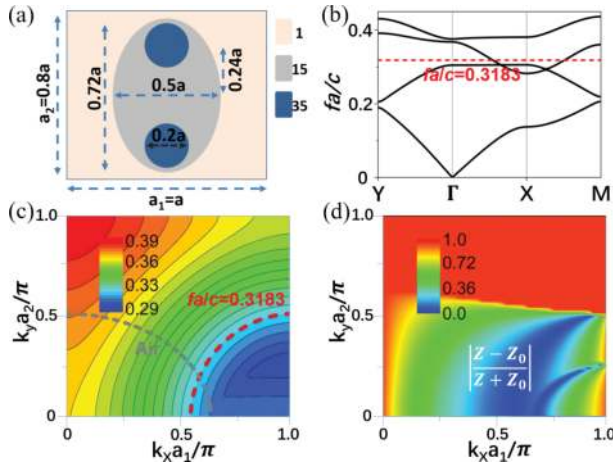 (a)
a₂=0.8a
0.72a
0.5a
0.2a
0.24a
a₁=a
1
15
35
(b)
fa/c
0.4
0.2
0
fa/c=0.3183
Y Γ X M
(c)
kya₂/π
1.0
0.5
0
0.39
0.36
0.33
0.29
fa/c=0.3183
Air
0 0.5 1.0
kXa₁/π
(d)
kya₂/π
1.0
0.5
0
1.0
0.72
0.36
0.0
|Z − Z₀|
|Z + Z₀|
0 0.5 1.0
kXa₁/π